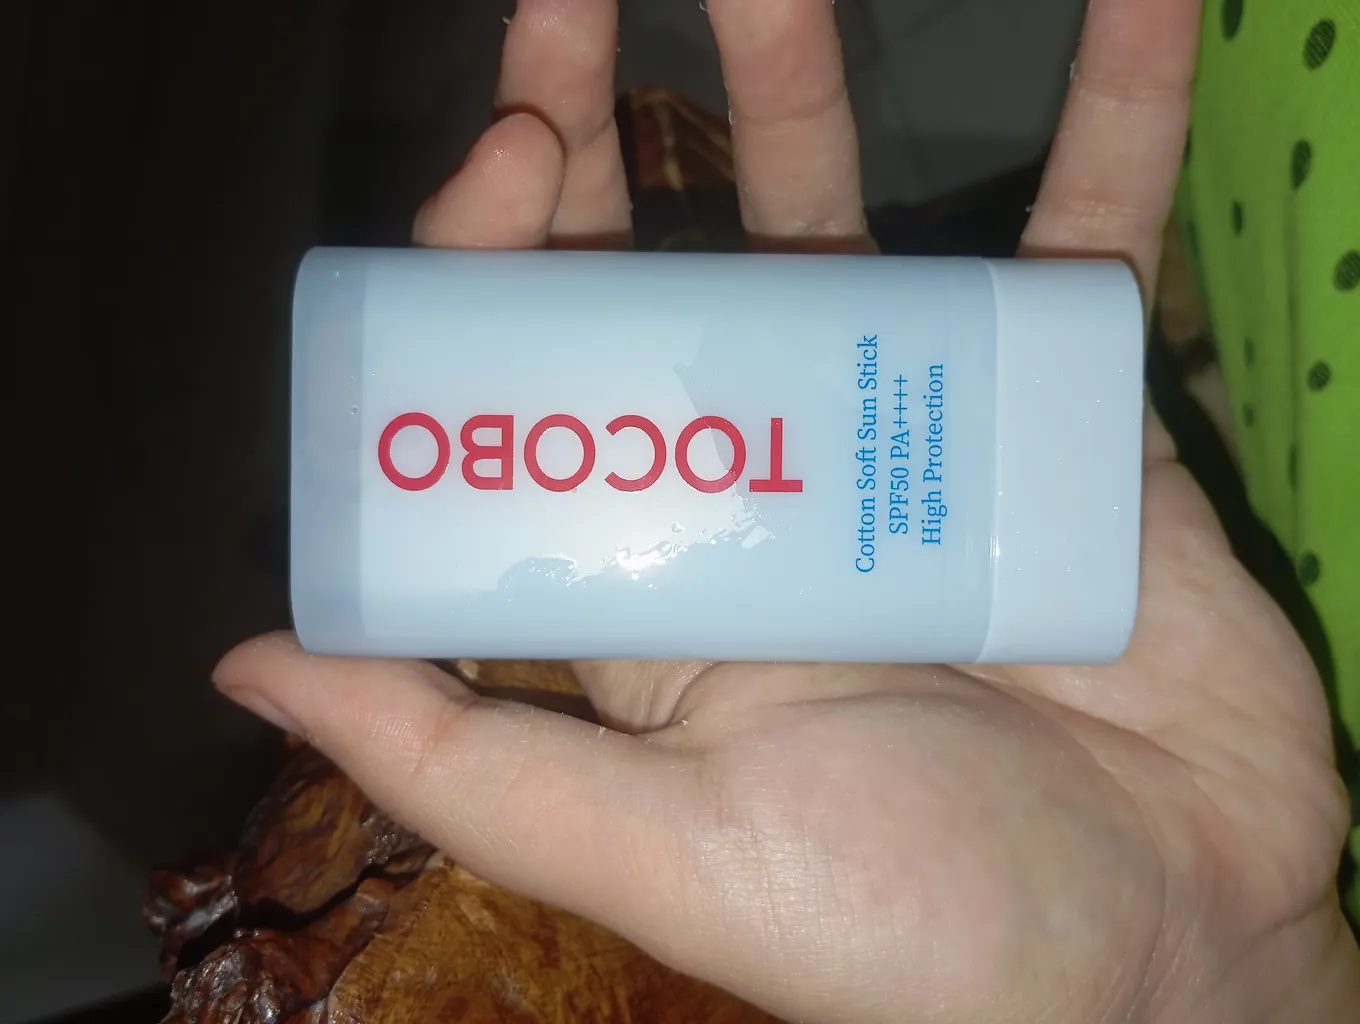 TOCOBO
Cotton Soft Sun Stick
SPF50 PA++++
High Protection